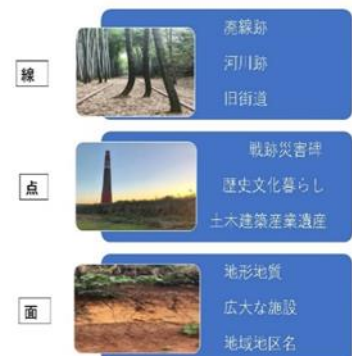 線
廃線跡
河川跡
旧街道
点
戦跡災害碑
歴史文化暮らし
土木建築産業遺産
面
地形地質
広大な施設
地域地区名